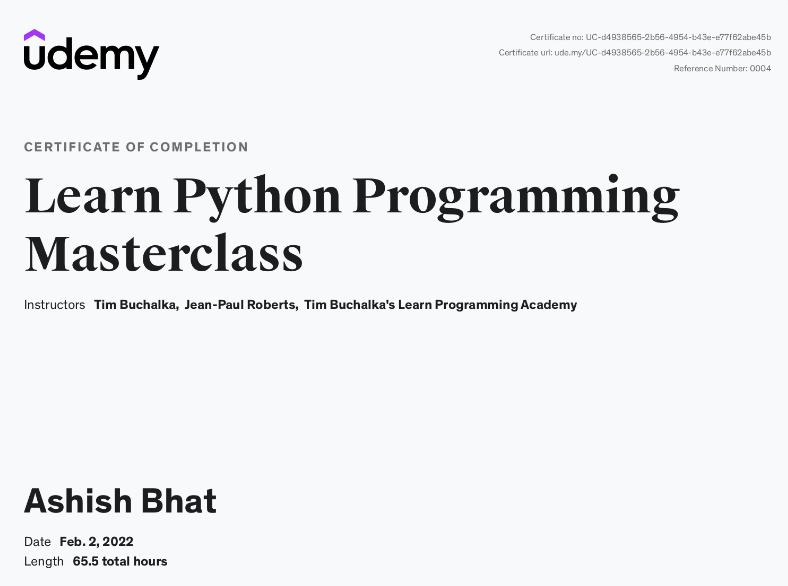 udemy
Certificate no: UC-d4938565-2b56-4954-b43e-e77f62abe45b
Certificate url: ude.my/UC-d4938565-2b56-4954-b43e-e77f62abe45b
Reference Number: 0004
CERTIFICATE OF COMPLETION
Learn Python Programming
Masterclass
Instructors Tim Buchalka, Jean-Paul Roberts, Tim Buchalka's Learn Programming Academy
Ashish Bhat
Date Feb. 2, 2022
Length 65.5 total hours